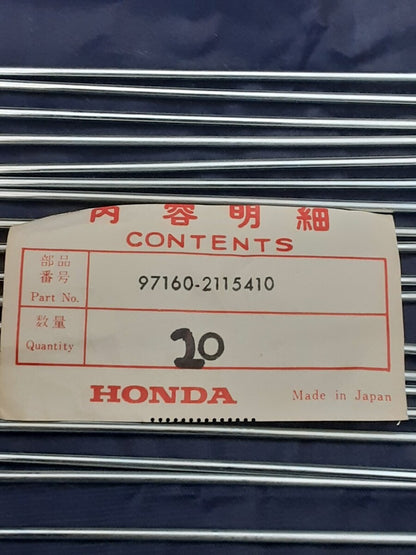 内容明細
CONTENTS
部品
番号
Part No.
97160-2115410
数量
Quantity
20
HONDA
Made in Japan